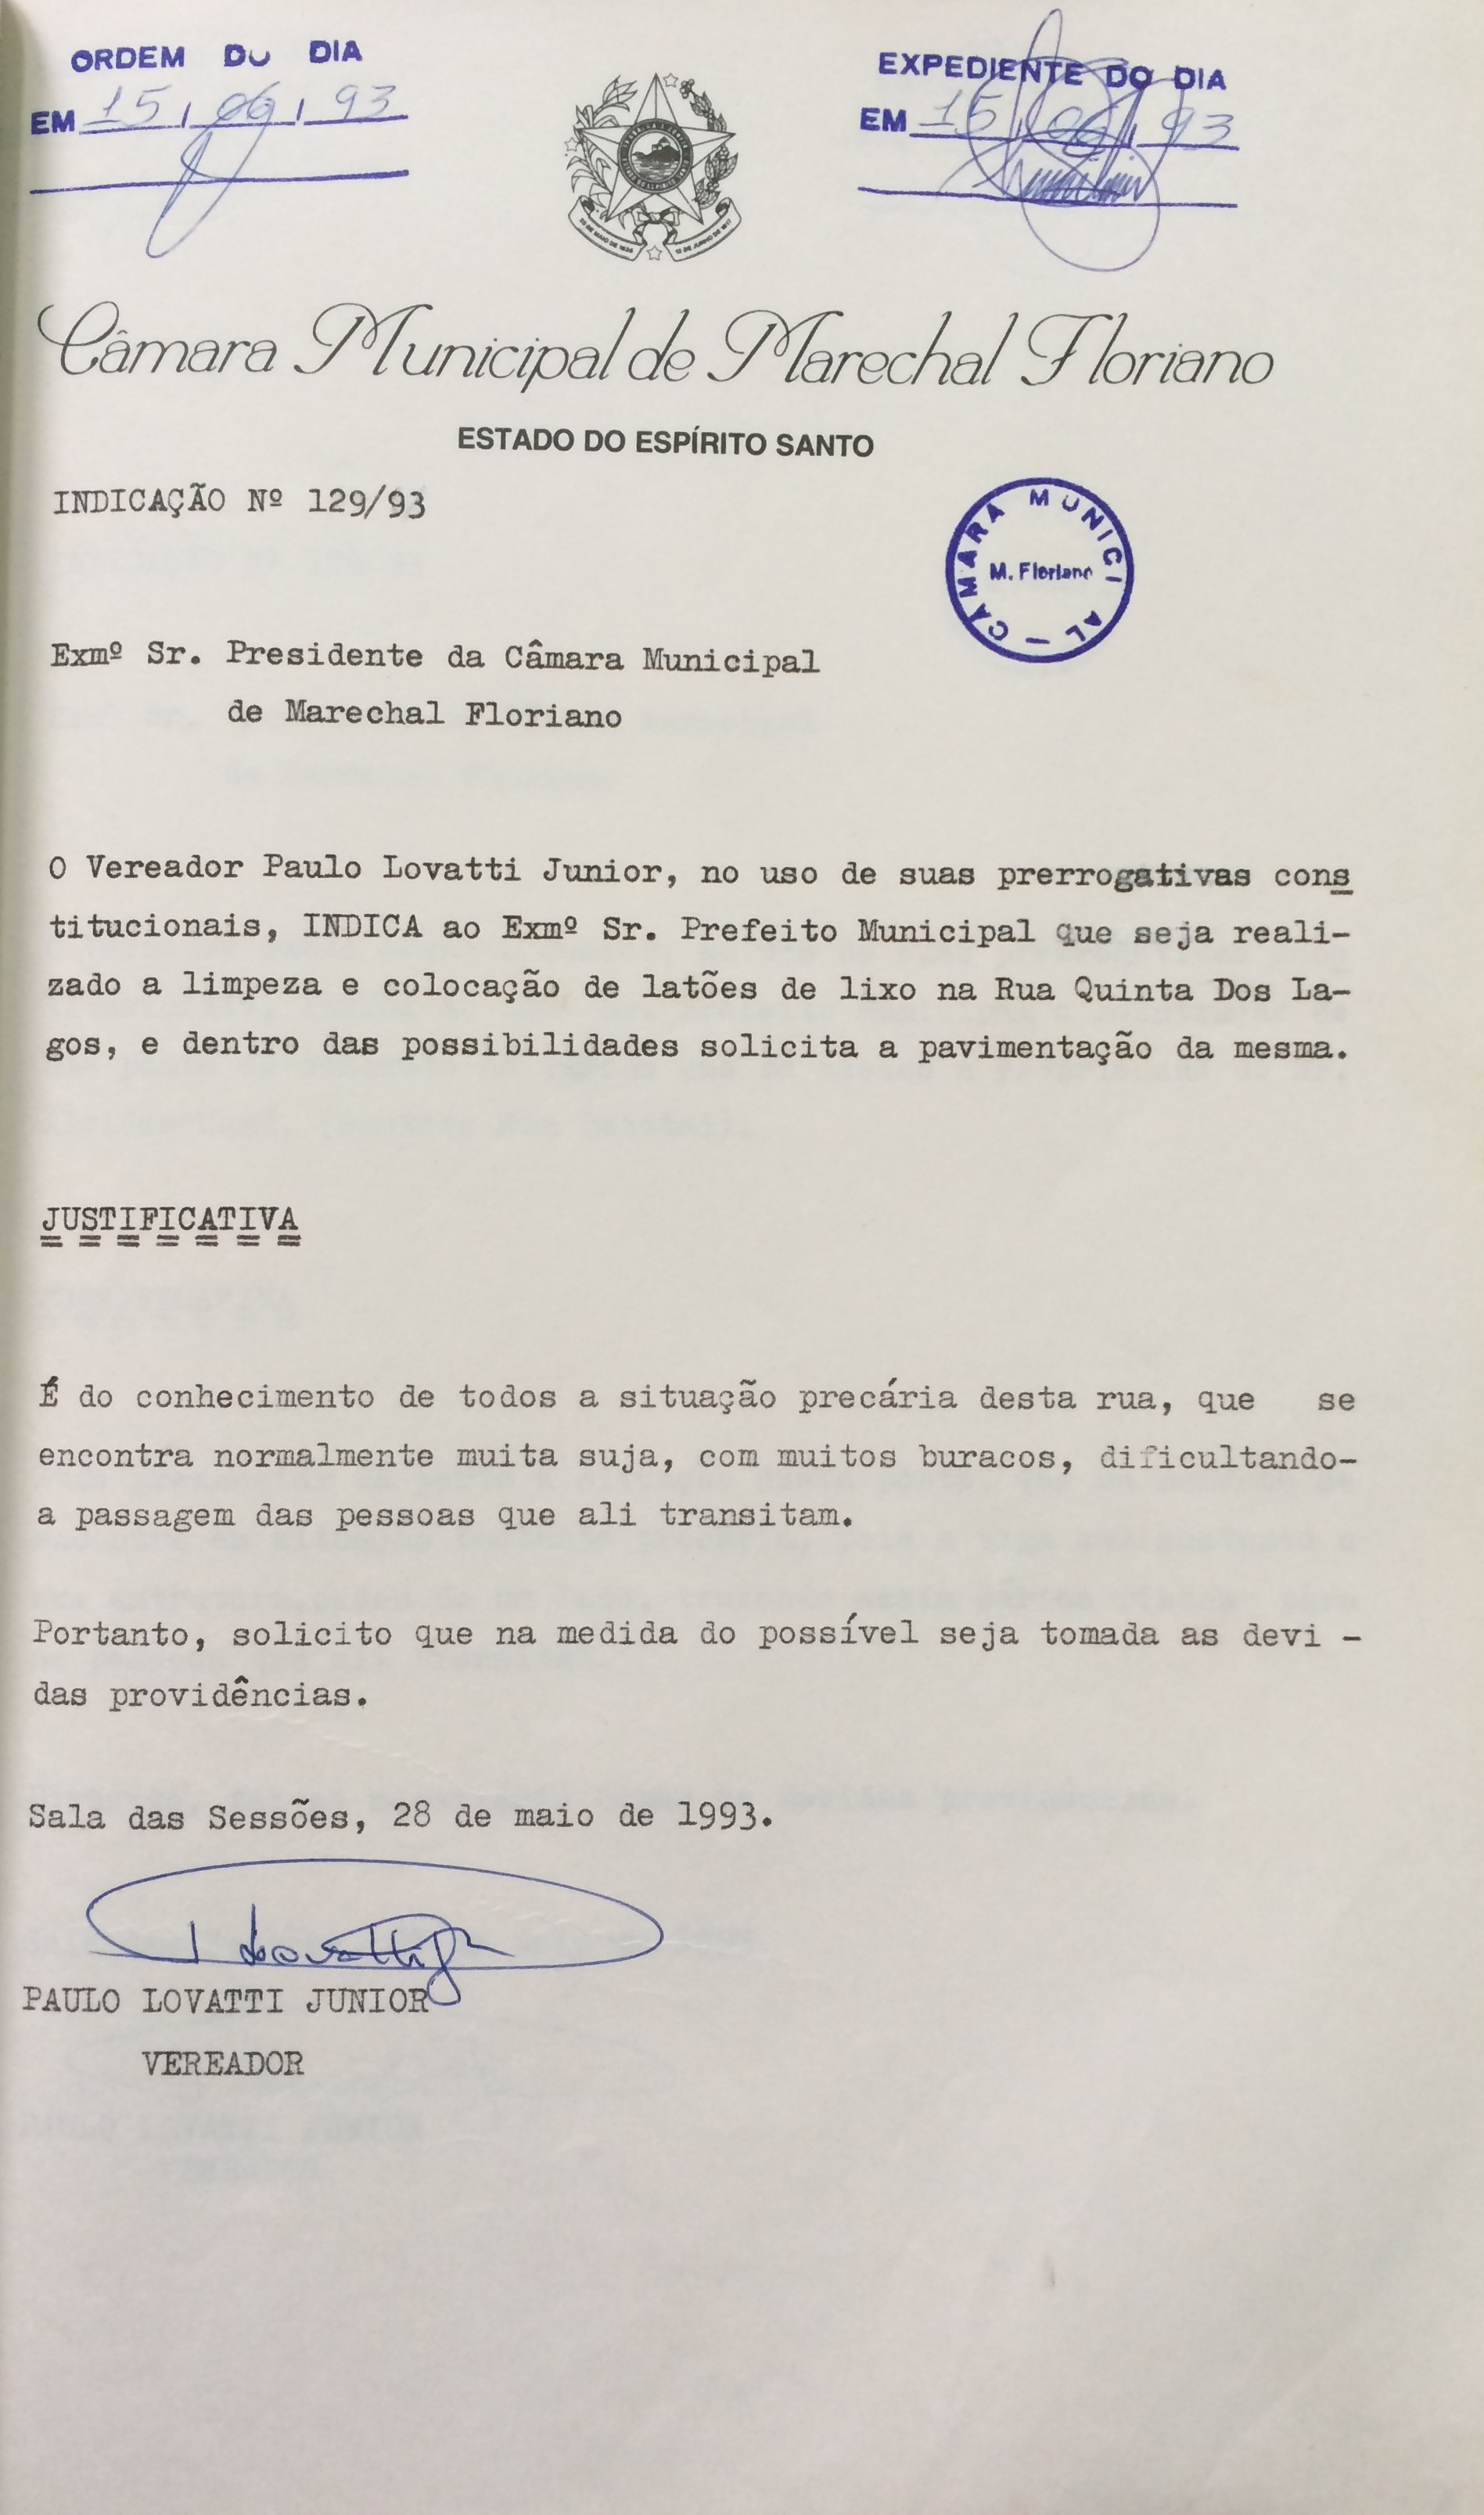 ORDEM DO DIA
EM 15 / 06 / 93
EXPEDIENTE DO DIA
EM 15 / 06 / 93
Câmara Municipal de Marechal Floriano
ESTADO DO ESPÍRITO SANTO
INDICAÇÃO Nº 129/93
CÂMARA MUNICI AL —
M. Floriano
Exmº Sr. Presidente da Câmara Municipal
de Marechal Floriano
O Vereador Paulo Lovatti Junior, no uso de suas prerrogativas cons
titucionais, INDICA ao Exmº Sr. Prefeito Municipal que seja reali-
zado a limpeza e colocação de latões de lixo na Rua Quinta Dos La-
gos, e dentro das possibilidades solicita a pavimentação da mesma.
JUSTIFICATIVA
É do conhecimento de todos a situação precária desta rua, que se
encontra normalmente muita suja, com muitos buracos, dificultando-
a passagem das pessoas que ali transitam.
Portanto, solicito que na medida do possível seja tomada as devi -
das providências.
Sala das Sessões, 28 de maio de 1993.
PAULO LOVATTI JUNIOR
VEREADOR